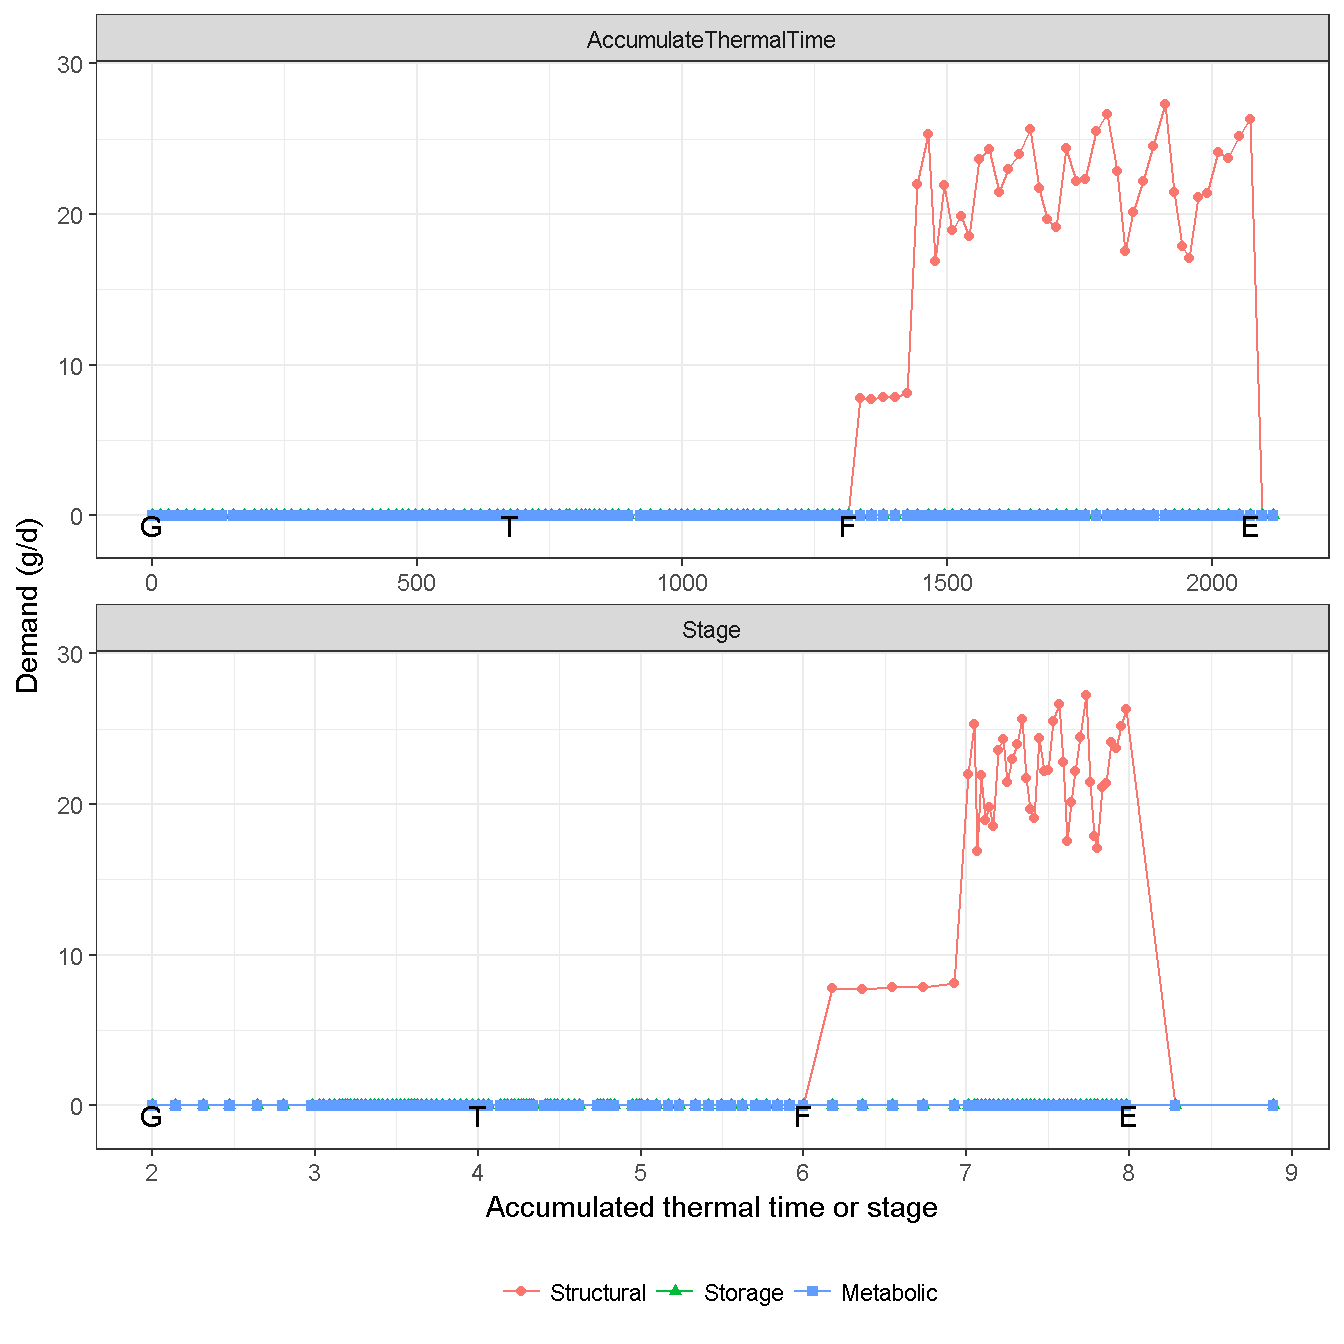 AccumulateThermalTime
30
20
10
0
G T F E
0 500 1000 1500 2000
Demand (g/d)
Stage
30
20
10
0
G T F E
2 3 4 5 6 7 8 9
Accumulated thermal time or stage
Structural Storage Metabolic